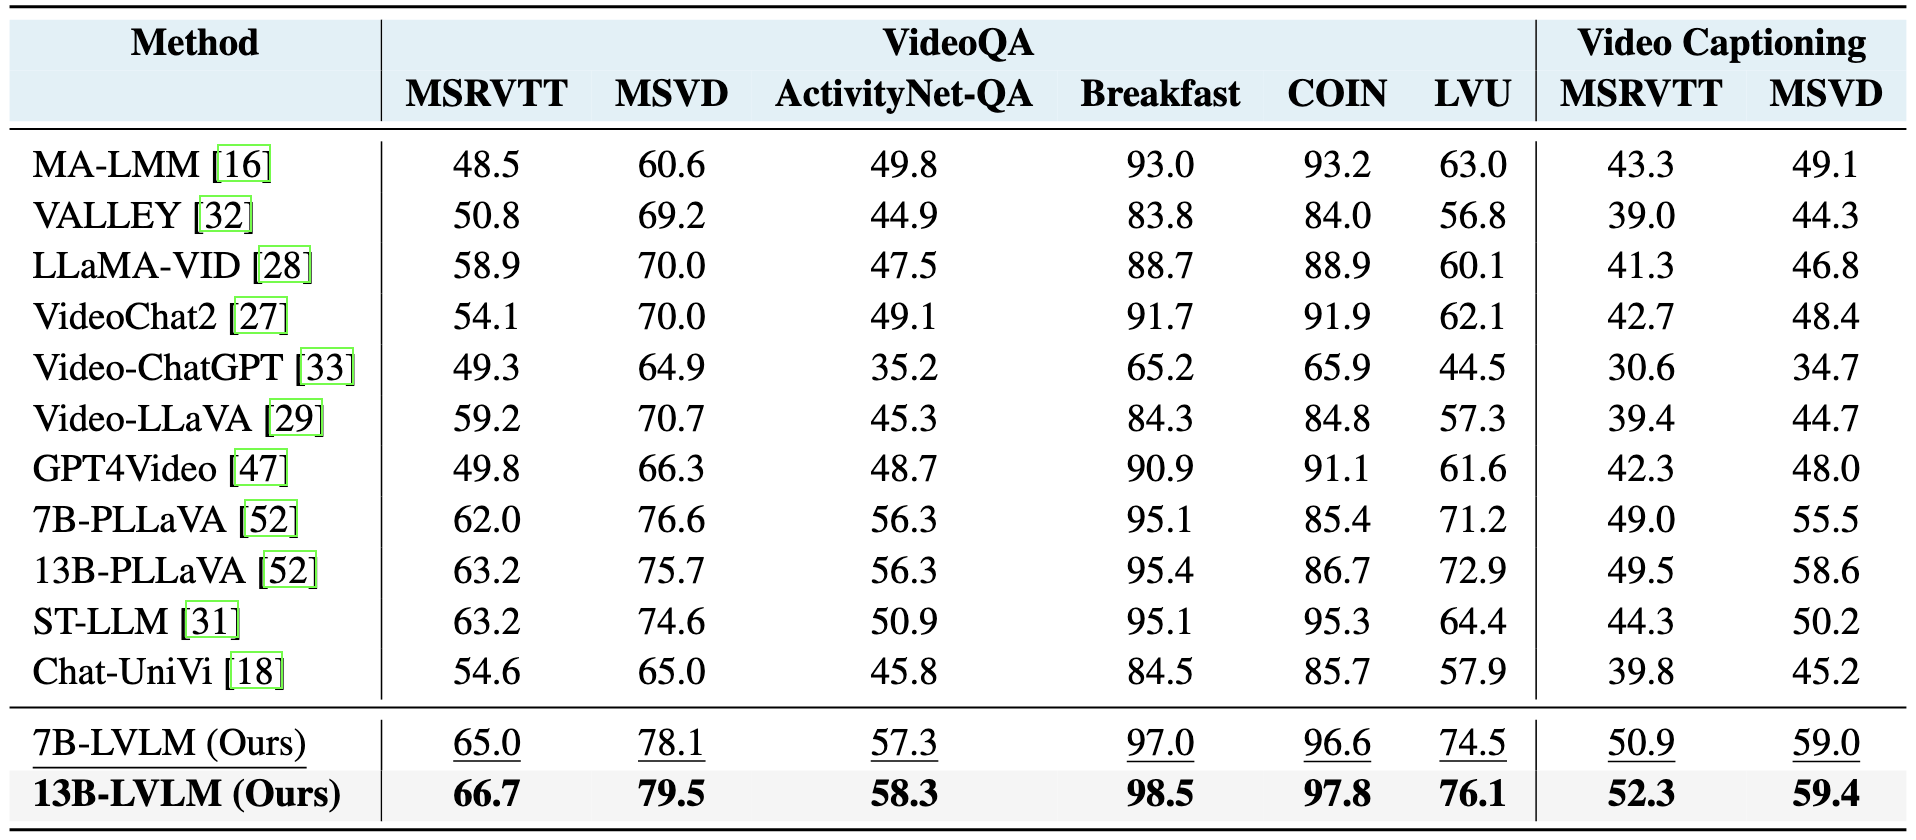 Method VideoQA Video Captioning
MSRVTT MSVD ActivityNet-QA Breakfast COIN LVU MSRVTT MSVD
MA-LMM [16] 48.5 60.6 49.8 93.0 93.2 63.0 43.3 49.1
VALLEY [32] 50.8 69.2 44.9 83.8 84.0 56.8 39.0 44.3
LLaMA-VID [28] 58.9 70.0 47.5 88.7 88.9 60.1 41.3 46.8
VideoChat2 [27] 54.1 70.0 49.1 91.7 91.9 62.1 42.7 48.4
Video-ChatGPT [33] 49.3 64.9 35.2 65.2 65.9 44.5 30.6 34.7
Video-LLaVA [29] 59.2 70.7 45.3 84.3 84.8 57.3 39.4 44.7
GPT4Video [47] 49.8 66.3 48.7 90.9 91.1 61.6 42.3 48.0
7B-PLLaVA [52] 62.0 76.6 56.3 95.1 85.4 71.2 49.0 55.5
13B-PLLaVA [52] 63.2 75.7 56.3 95.4 86.7 72.9 49.5 58.6
ST-LLM [31] 63.2 74.6 50.9 95.1 95.3 64.4 44.3 50.2
Chat-UniVi [18] 54.6 65.0 45.8 84.5 85.7 57.9 39.8 45.2
7B-LVLM (Ours) 65.0 78.1 57.3 97.0 96.6 74.5 50.9 59.0
13B-LVLM (Ours) 66.7 79.5 58.3 98.5 97.8 76.1 52.3 59.4